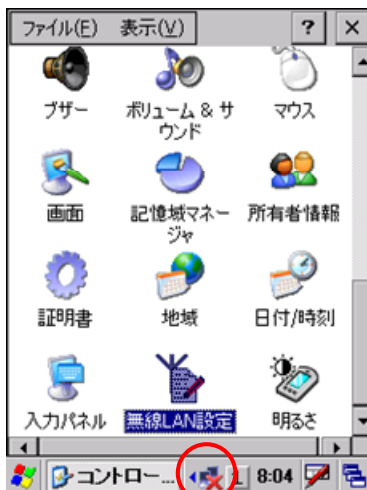 ファイル(F) 表示(V) ? ×
ブザー ボリューム & サ マウス
ウンド
画面 記憶域マネー 所有者情報
ジャ
証明書 地域 日付/時刻
入力パネル 無線LAN設定 明るさ
コントロー... 1 8:04